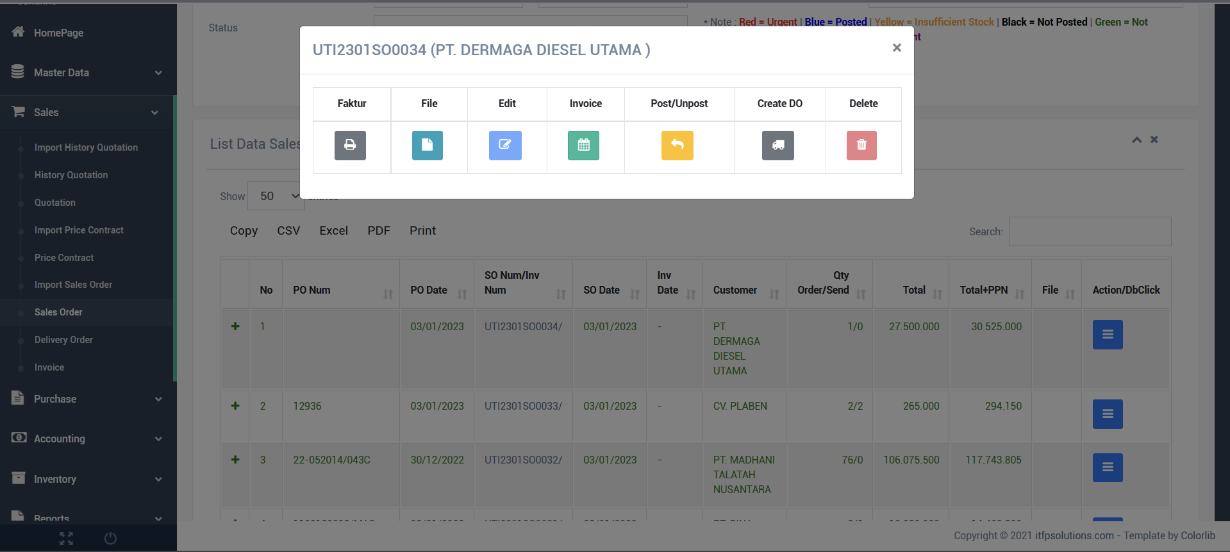 Status
• Note : Red = Urgent | Blue = Posted | Yellow = Insufficient Stock | Black = Not Posted | Green = Not
HomePage
Master Data
Sales
Import History Quotation
History Quotation
Quotation
Import Price Contract
Price Contract
Import Sales Order
Sales Order
Delivery Order
Invoice
Purchase
Accounting
Inventory
Reports
UTI2301SO0034 (PT. DERMAGA DIESEL UTAMA )
×
Faktur File Edit Invoice Post/Unpost Create DO Delete
List Data Sales
Show 50
Copy CSV Excel PDF Print
Search:
No PO Num PO Date SO Num/Inv Num SO Date Inv Date Customer Qty Order/Send Total Total+PPN File Action/DbClick
1 03/01/2023 UTI2301SO0034/ 03/01/2023 - PT. 1/0 27.500.000 30.525.000
DERMAGA
DIESEL
UTAMA
2 12936 03/01/2023 UTI2301SO0033/ 03/01/2023 - CV. PLABEN 2/2 265.000 294.150
3 22-052014/043C 30/12/2022 UTI2301SO0032/ 03/01/2023 - PT. MADHANI 76/0 106.075.500 117.743.805
TALATAH
NUSANTARA
Copyright © 2021 itfpsolutions.com - Template by Colorlib